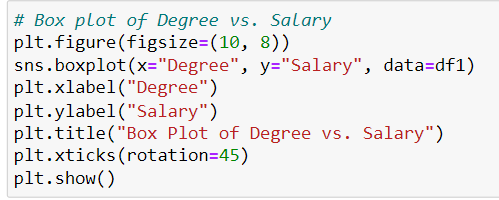 # Box plot of Degree vs. Salary
plt.figure(figsize=(10, 8))
sns.boxplot(x="Degree", y="Salary", data=df1)
plt.xlabel("Degree")
plt.ylabel("Salary")
plt.title("Box Plot of Degree vs. Salary")
plt.xticks(rotation=45)
plt.show()